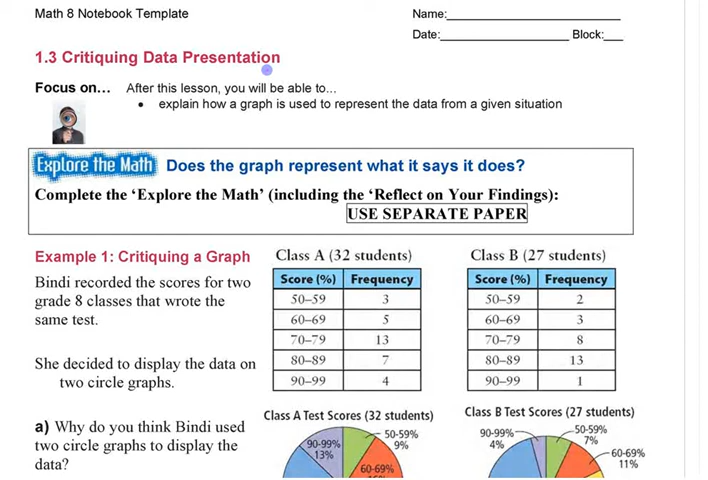 Math 8 Notebook Template
Name:
Date: Block:
1.3 Critiquing Data Presentation
Focus on… After this lesson, you will be able to...
• explain how a graph is used to represent the data from a given situation
Explore the Math Does the graph represent what it says it does?
Complete the ‘Explore the Math’ (including the ‘Reflect on Your Findings):
USE SEPARATE PAPER
Example 1: Critiquing a Graph
Bindi recorded the scores for two
grade 8 classes that wrote the
same test.
She decided to display the data on
two circle graphs.
a) Why do you think Bindi used
two circle graphs to display the
data?
Class A (32 students)
Score (%) Frequency
50–59 3
60–69 5
70–79 13
80–89 7
90–99 4
Class B (27 students)
Score (%) Frequency
50–59 2
60–69 3
70–79 8
80–89 13
90–99 1
Class A Test Scores (32 students)
90-99%
13%
50-59%
9%
60-69%
Class B Test Scores (27 students)
90-99%
4%
50-59%
7%
60-69%
11%